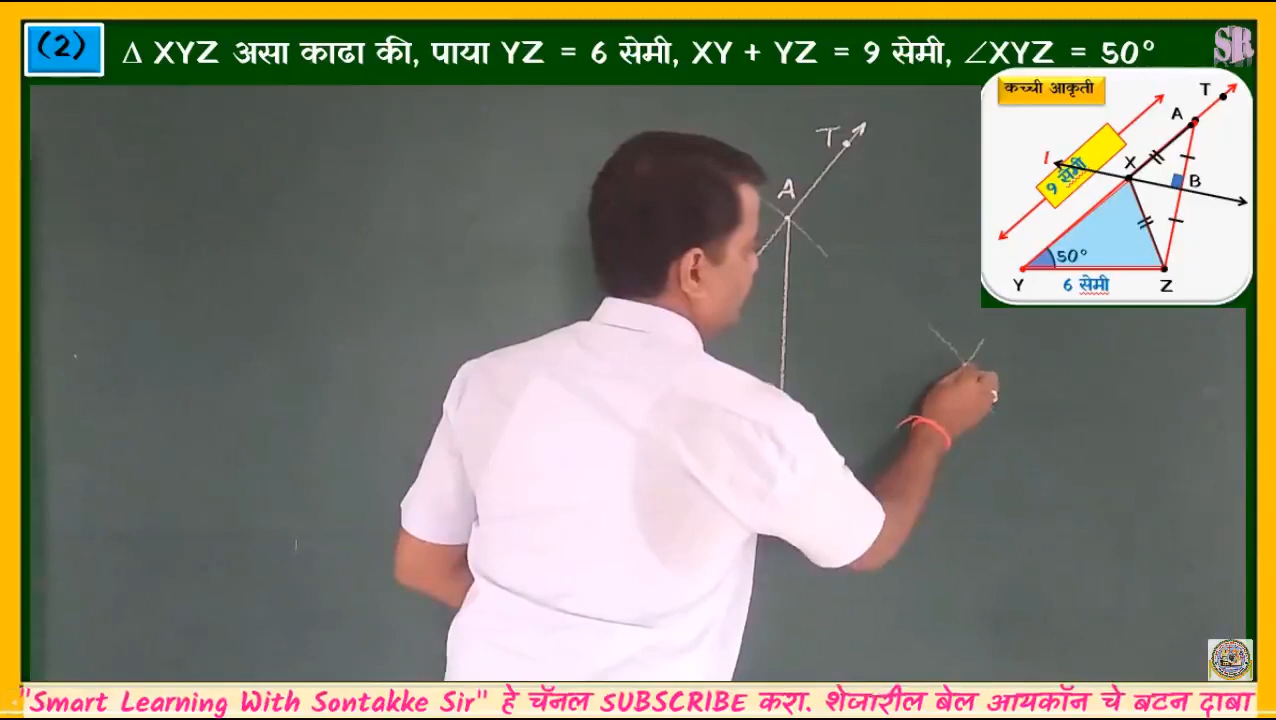 (2) Δ XYZ असा काढा की, पाया YZ = 6 सेमी, XY + YZ = 9 सेमी, ∠XYZ = 50°
SR
कच्ची आकृती
T
A
l
X
9 सेमी
B
50°
Y
6 सेमी
Z
T
A
"Smart Learning With Sontakke Sir" हे चॅनल SUBSCRIBE करा. शेजारील बेल आयकॉन चे बटन दाबा